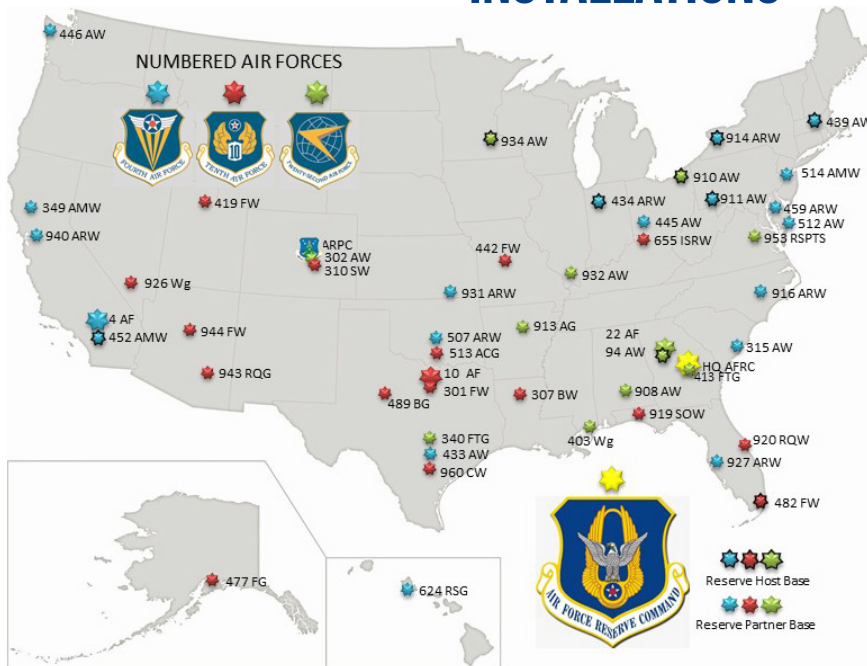 INSTALLATIONS
446 AW
NUMBERED AIR FORCES
FOURTH AIR FORCE
10
TENTH AIR FORCE
TWENTY-SECOND AIR FORCE
934 AW
439 AW
914 ARW
910 AW
514 AMW
434 ARW
911 AW
349 AMW
419 FW
459 ARW
445 AW
512 AW
940 ARW
ARPC
655 ISRW
953 RSPTS
302 AW
442 FW
310 SW
932 AW
926 Wg
931 ARW
916 ARW
4 AF
913 AG
452 AMW
944 FW
507 ARW
22 AF
315 AW
513 ACG
94 AW
HQ AFRC
943 RQG
10 AF
413 FTG
301 FW
307 BW
908 AW
489 BG
919 SOW
340 FTG
403 Wg
920 RQW
433 AW
927 ARW
960 CW
482 FW
477 FG
624 RSG
AIR FORCE RESERVE COMMAND
Reserve Host Base
Reserve Partner Base